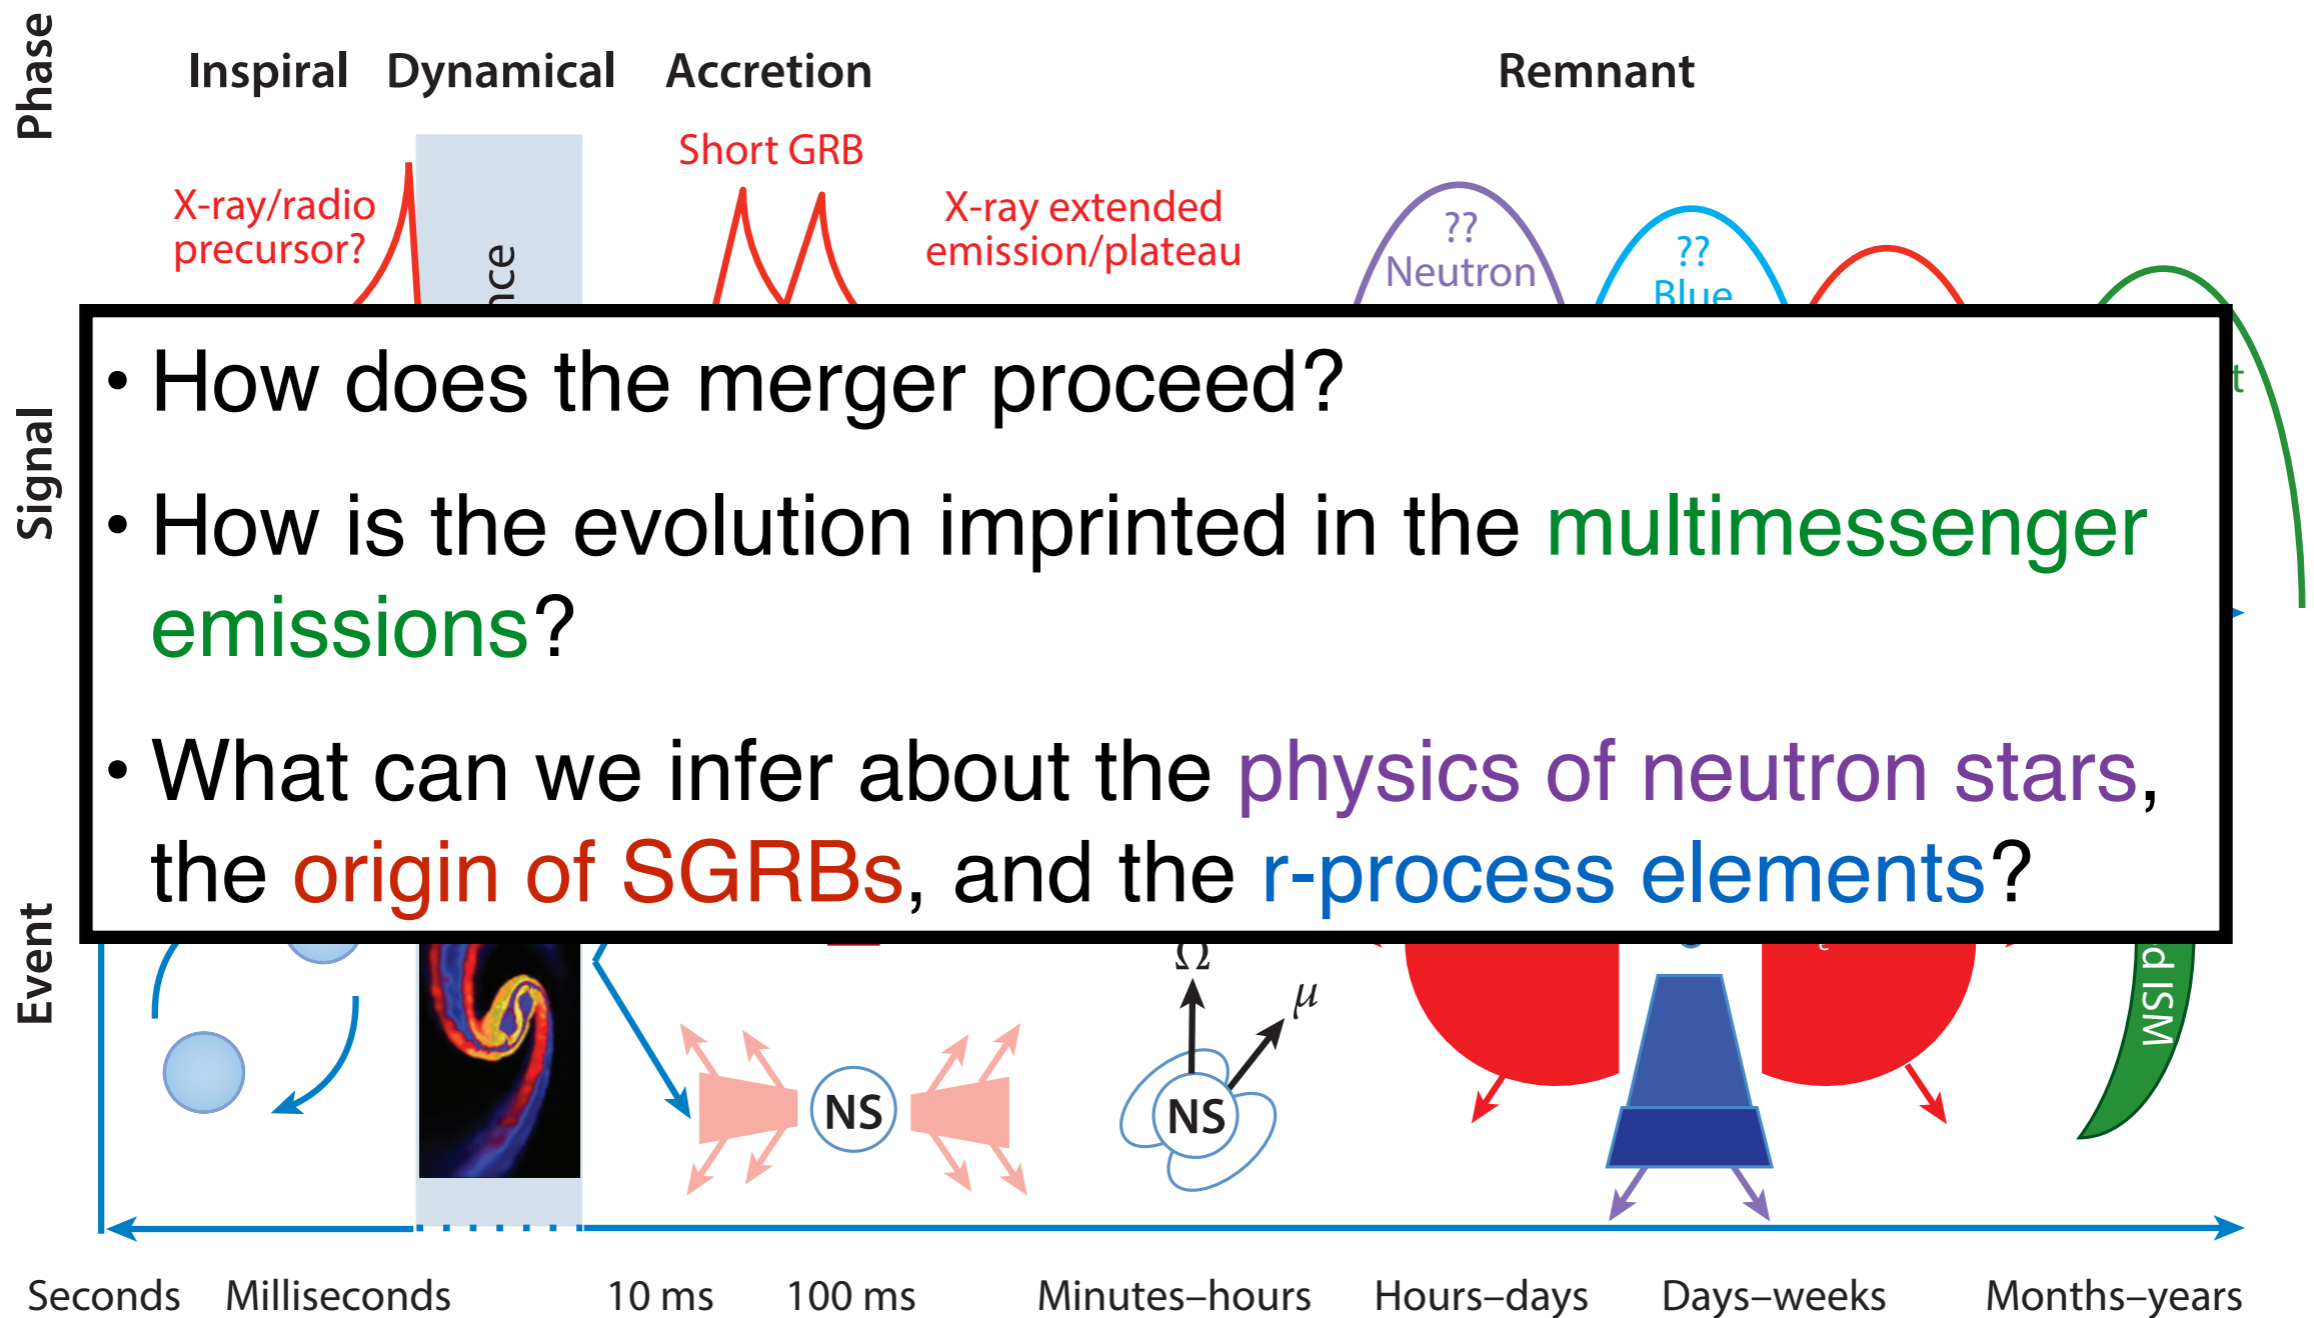 Phase
Inspiral Dynamical Accretion Remnant
Short GRB
X-ray/radio
precursor?
X-ray extended
emission/plateau
??
Neutron
??
Blue
Signal
• How does the merger proceed?
• How is the evolution imprinted in the multimessenger
emissions?
• What can we infer about the physics of neutron stars,
the origin of SGRBs, and the r-process elements?
Event
Ω
μ
NS
NS
ISM
Seconds Milliseconds 10 ms 100 ms Minutes–hours Hours–days Days–weeks Months–years